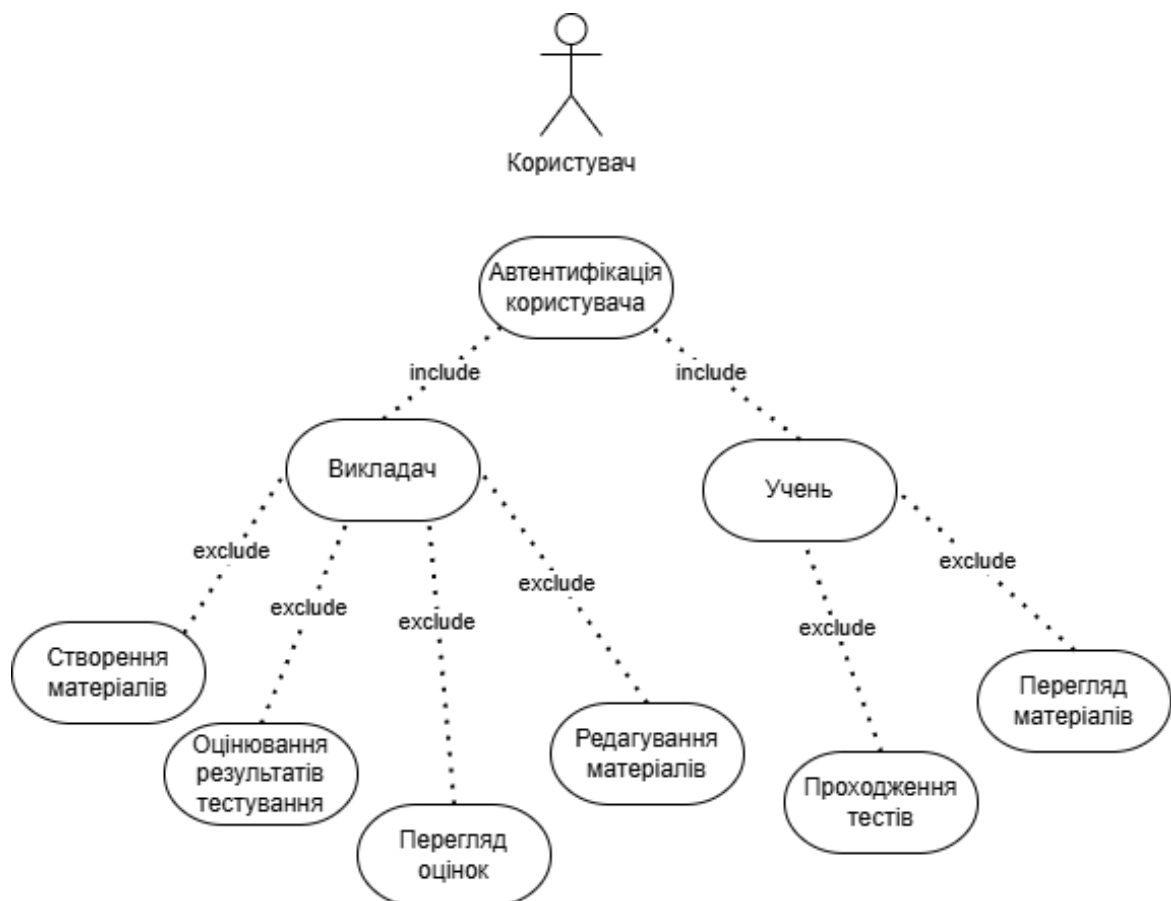 Користувач
Автентифікація
користувача
include
include
Викладач
Учень
exclude
exclude
exclude
exclude
exclude
exclude
Створення
матеріалів
Оцінювання
результатів
тестування
Перегляд
оцінок
Редагування
матеріалів
Проходження
тестів
Перегляд
матеріалів